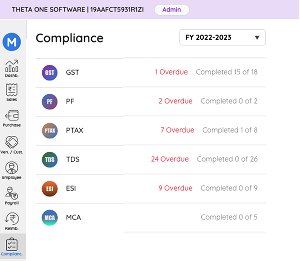 THETA ONE SOFTWARE | 19AAFCT5931R1ZI Admin
Compliance FY 2022-2023
M
Dashb.
Sales
Purchase
Ven. / Cust.
Employee
Payroll
Reimb.
Complianc.
GST GST 1 Overdue Completed 15 of 18
PF PF 2 Overdue Completed 0 of 2
PTAX PTAX 7 Overdue Completed 1 of 8
TDS TDS 24 Overdue Completed 0 of 26
ESI ESI 9 Overdue Completed 0 of 9
MCA MCA Completed 0 of 5